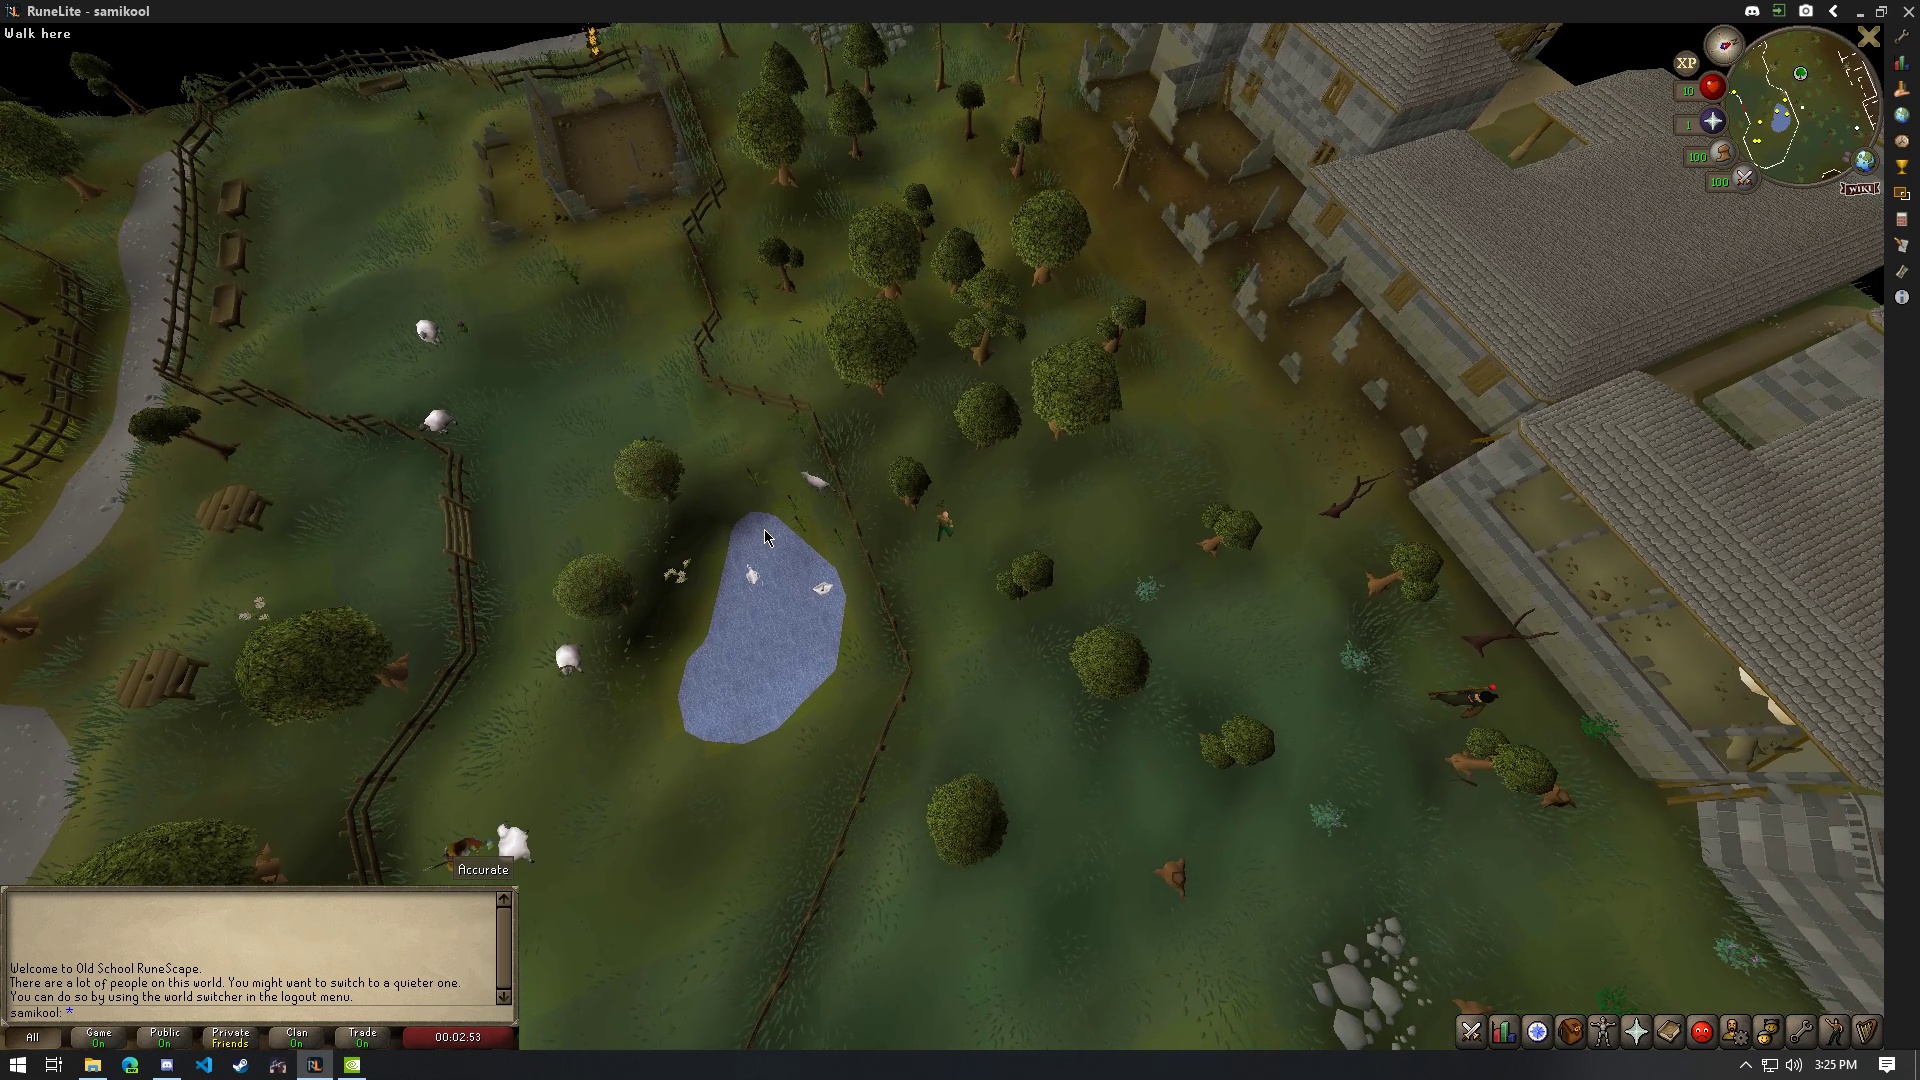 RuneLite - samikool
Walk here
XP
10
1
100
100
WIKI
Accurate
Welcome to Old School RuneScape.
There are a lot of people on this world. You might want to switch to a quieter one.
You can do so by using the world switcher in the logout menu.
samikool: *
All
Game
On
Public
On
Private
Friends
Clan
On
Trade
On
00:02:53
3:25 PM